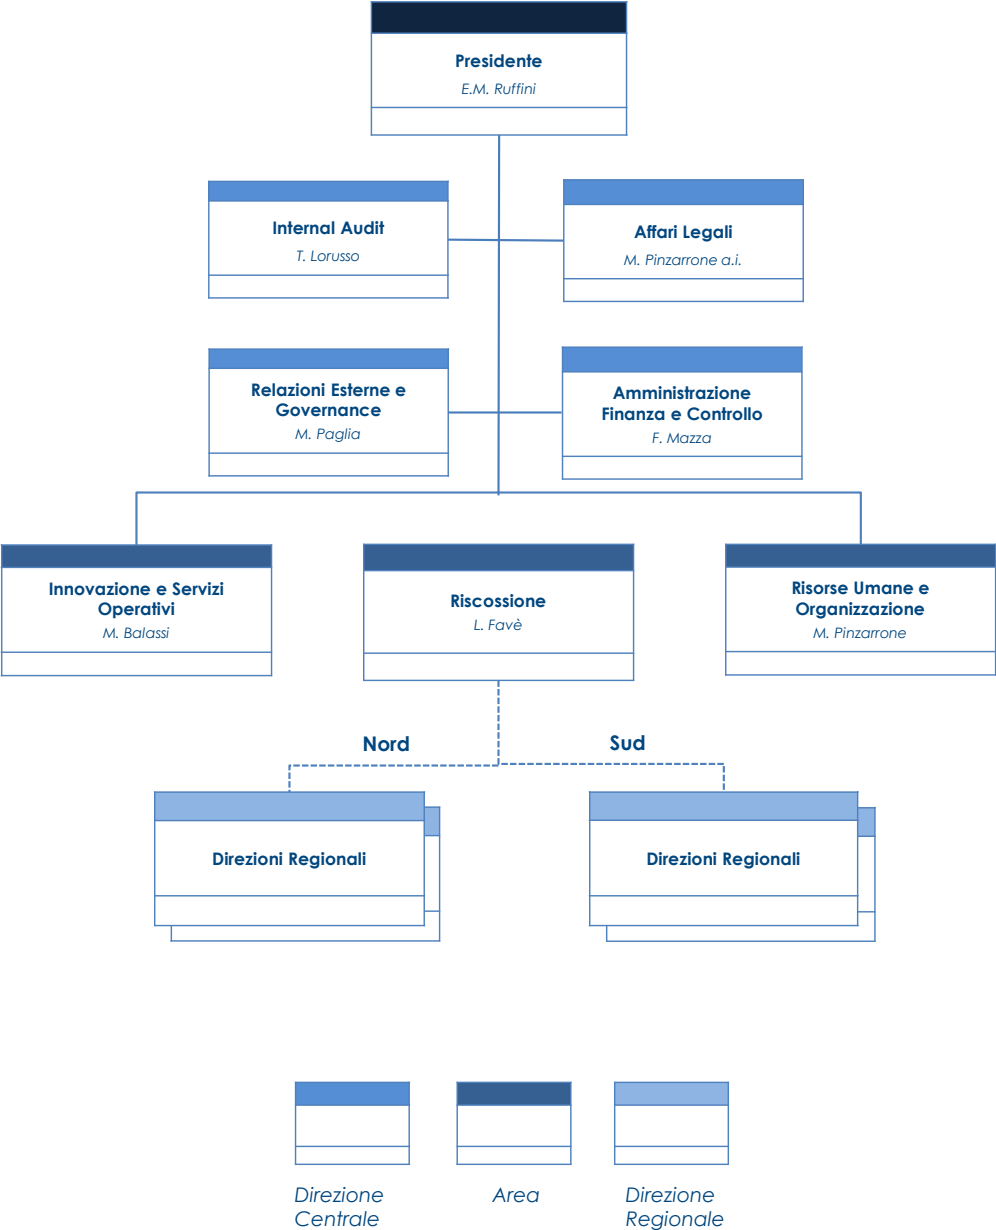 Presidente
E.M. Ruffini
Internal Audit
T. Lorusso
Affari Legali
M. Pinzarrone a.i.
Relazioni Esterne e
Governance
M. Paglia
Amministrazione
Finanza e Controllo
F. Mazza
Innovazione e Servizi
Operativi
M. Balassi
Riscossione
L. Favè
Risorse Umane e
Organizzazione
M. Pinzarrone
Nord
Sud
Direzioni Regionali
Direzioni Regionali
Direzione
Centrale
Area
Direzione
Regionale